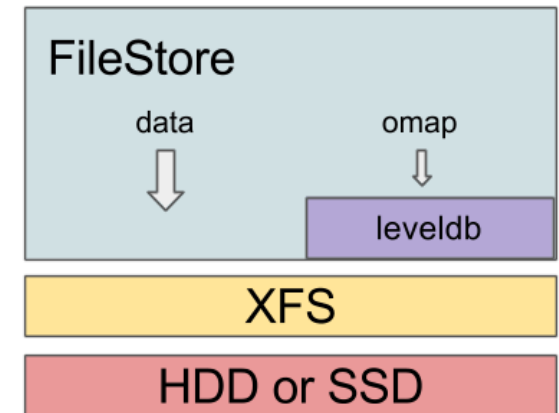 FileStore
data
omap
leveldb
XFS
HDD or SSD